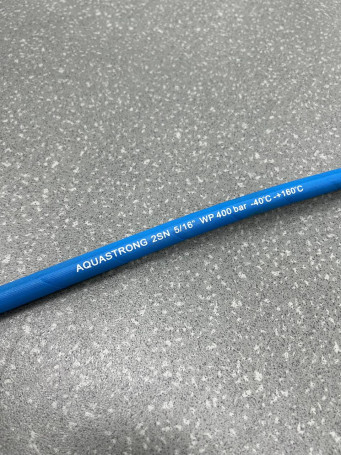 AQUASTRONG 2SN 5/16" WP 400 bar -40°C -+160°C